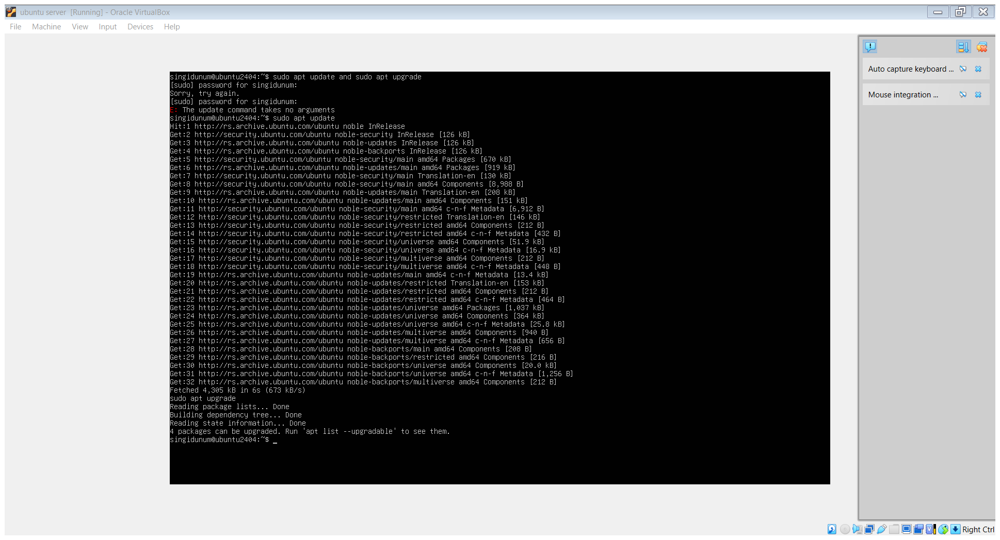 ubuntu server [Running] - Oracle VirtualBox
File Machine View Input Devices Help
singidunum@ubuntu2404:~$ sudo apt update and sudo apt upgrade
[sudo] password for singidunum:
Sorry, try again.
[sudo] password for singidunum:
E: The update command takes no arguments
singidunum@ubuntu2404:~$ sudo apt update
Hit:1 http://rs.archive.ubuntu.com/ubuntu noble InRelease
Get:2 http://security.ubuntu.com/ubuntu noble-security InRelease [126 kB]
Get:3 http://rs.archive.ubuntu.com/ubuntu noble-updates InRelease [126 kB]
Get:4 http://rs.archive.ubuntu.com/ubuntu noble-backports InRelease [126 kB]
Get:5 http://security.ubuntu.com/ubuntu noble-security/main amd64 Packages [670 kB]
Get:6 http://rs.archive.ubuntu.com/ubuntu noble-updates/main amd64 Packages [919 kB]
Get:7 http://security.ubuntu.com/ubuntu noble-security/main Translation-en [130 kB]
Get:8 http://security.ubuntu.com/ubuntu noble-security/main amd64 Components [8,988 B]
Get:9 http://rs.archive.ubuntu.com/ubuntu noble-updates/main Translation-en [208 kB]
Get:10 http://rs.archive.ubuntu.com/ubuntu noble-updates/main amd64 Components [151 kB]
Get:11 http://security.ubuntu.com/ubuntu noble-security/main amd64 c-n-f Metadata [6,912 B]
Get:12 http://security.ubuntu.com/ubuntu noble-security/restricted Translation-en [146 kB]
Get:13 http://security.ubuntu.com/ubuntu noble-security/restricted amd64 Components [212 B]
Get:14 http://security.ubuntu.com/ubuntu noble-security/restricted amd64 c-n-f Metadata [432 B]
Get:15 http://security.ubuntu.com/ubuntu noble-security/universe amd64 Components [51.9 kB]
Get:16 http://security.ubuntu.com/ubuntu noble-security/universe amd64 c-n-f Metadata [16.9 kB]
Get:17 http://security.ubuntu.com/ubuntu noble-security/multiverse amd64 Components [212 B]
Get:18 http://security.ubuntu.com/ubuntu noble-security/multiverse amd64 c-n-f Metadata [448 B]
Get:19 http://rs.archive.ubuntu.com/ubuntu noble-updates/main amd64 c-n-f Metadata [13.4 kB]
Get:20 http://rs.archive.ubuntu.com/ubuntu noble-updates/restricted Translation-en [153 kB]
Get:21 http://rs.archive.ubuntu.com/ubuntu noble-updates/restricted amd64 Components [212 B]
Get:22 http://rs.archive.ubuntu.com/ubuntu noble-updates/restricted amd64 c-n-f Metadata [464 B]
Get:23 http://rs.archive.ubuntu.com/ubuntu noble-updates/universe amd64 Packages [1,037 kB]
Get:24 http://rs.archive.ubuntu.com/ubuntu noble-updates/universe amd64 Components [364 kB]
Get:25 http://rs.archive.ubuntu.com/ubuntu noble-updates/universe amd64 c-n-f Metadata [25.8 kB]
Get:26 http://rs.archive.ubuntu.com/ubuntu noble-updates/multiverse amd64 Components [940 B]
Get:27 http://rs.archive.ubuntu.com/ubuntu noble-updates/multiverse amd64 c-n-f Metadata [656 B]
Get:28 http://rs.archive.ubuntu.com/ubuntu noble-backports/main amd64 Components [208 B]
Get:29 http://rs.archive.ubuntu.com/ubuntu noble-backports/restricted amd64 Components [216 B]
Get:30 http://rs.archive.ubuntu.com/ubuntu noble-backports/universe amd64 Components [20.0 kB]
Get:31 http://rs.archive.ubuntu.com/ubuntu noble-backports/universe amd64 c-n-f Metadata [1,256 B]
Get:32 http://rs.archive.ubuntu.com/ubuntu noble-backports/multiverse amd64 Components [212 B]
Fetched 4,305 kB in 6s (673 kB/s)
sudo apt upgrade
Reading package lists... Done
Building dependency tree... Done
Reading state information... Done
4 packages can be upgraded. Run 'apt list --upgradable' to see them.
singidunum@ubuntu2404:~$ _
Auto capture keyboard ...
Mouse integration ...
Right Ctrl